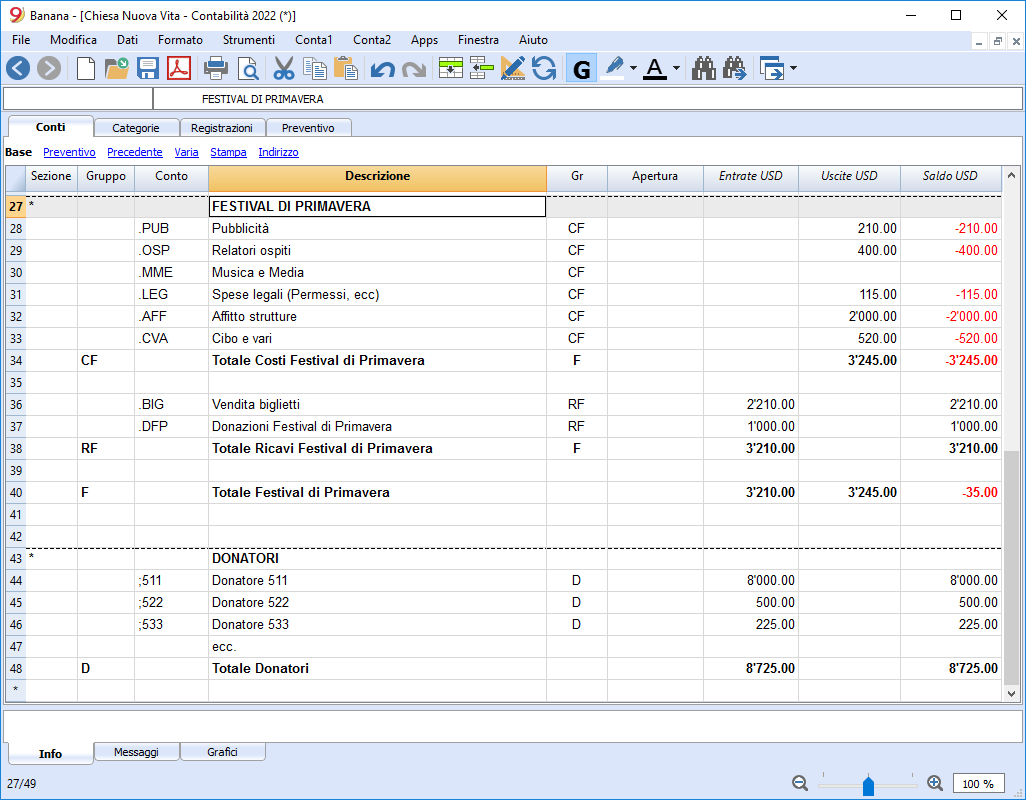 Banana - [Chiesa Nuova Vita - Contabilità 2022 (*)]
File Modifica Dati Formato Strumenti Conta1 Conta2 Apps Finestra Aiuto
G A
FESTIVAL DI PRIMAVERA
Conti Categorie Registrazioni Preventivo
Base Preventivo Precedente Varia Stampa Indirizzo
Sezione Gruppo Conto Descrizione Gr Apertura Entrate USD Uscite USD Saldo USD
27 * FESTIVAL DI PRIMAVERA
28 .PUB Pubblicità CF 210.00 -210.00
29 .OSP Relatori ospiti CF 400.00 -400.00
30 .MME Musica e Media CF
31 .LEG Spese legali (Permessi, ecc) CF 115.00 -115.00
32 .AFF Affitto strutture CF 2'000.00 -2'000.00
33 .CVA Cibo e vari CF 520.00 -520.00
34 CF Totale Costi Festival di Primavera F 3'245.00 -3'245.00
35
36 .BIG Vendita biglietti RF 2'210.00 2'210.00
37 .DFP Donazioni Festival di Primavera RF 1'000.00 1'000.00
38 RF Totale Ricavi Festival di Primavera F 3'210.00 3'210.00
39
40 F Totale Festival di Primavera 3'210.00 3'245.00 -35.00
41
42
43 * DONATORI
44 ;511 Donatore 511 D 8'000.00 8'000.00
45 ;522 Donatore 522 D 500.00 500.00
46 ;533 Donatore 533 D 225.00 225.00
47 ecc.
48 D Totale Donatori 8'725.00 8'725.00
*
Info Messaggi Grafici
27/49 100 %